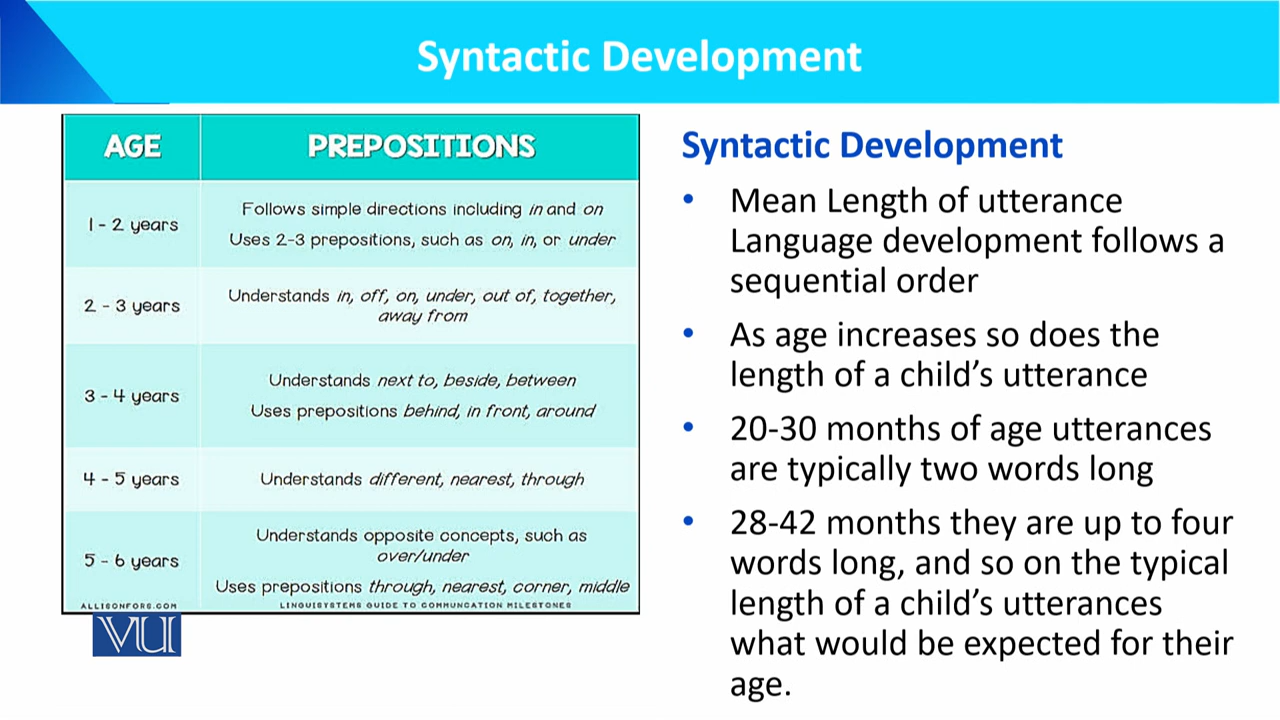 Syntactic Development
AGE
PREPOSITIONS
1 - 2 years
Follows simple directions including in and on
Uses 2-3 prepositions, such as on, in, or under
2 - 3 years
Understands in, off, on, under, out of, together,
away from
3 - 4 years
Understands next to, beside, between
Uses prepositions behind, in front, around
4 - 5 years
Understands different, nearest, through
5 - 6 years
Understands opposite concepts, such as
over/under
Uses prepositions through, nearest, corner, middle
ALLISONFORS.COM
LINGUISYSTEMS GUIDE TO COMMUNCATION MILESTONES
VU
Syntactic Development
• Mean Length of utterance
Language development follows a
sequential order
• As age increases so does the
length of a child's utterance
• 20-30 months of age utterances
are typically two words long
• 28-42 months they are up to four
words long, and so on the typical
length of a child's utterances
what would be expected for their
age.